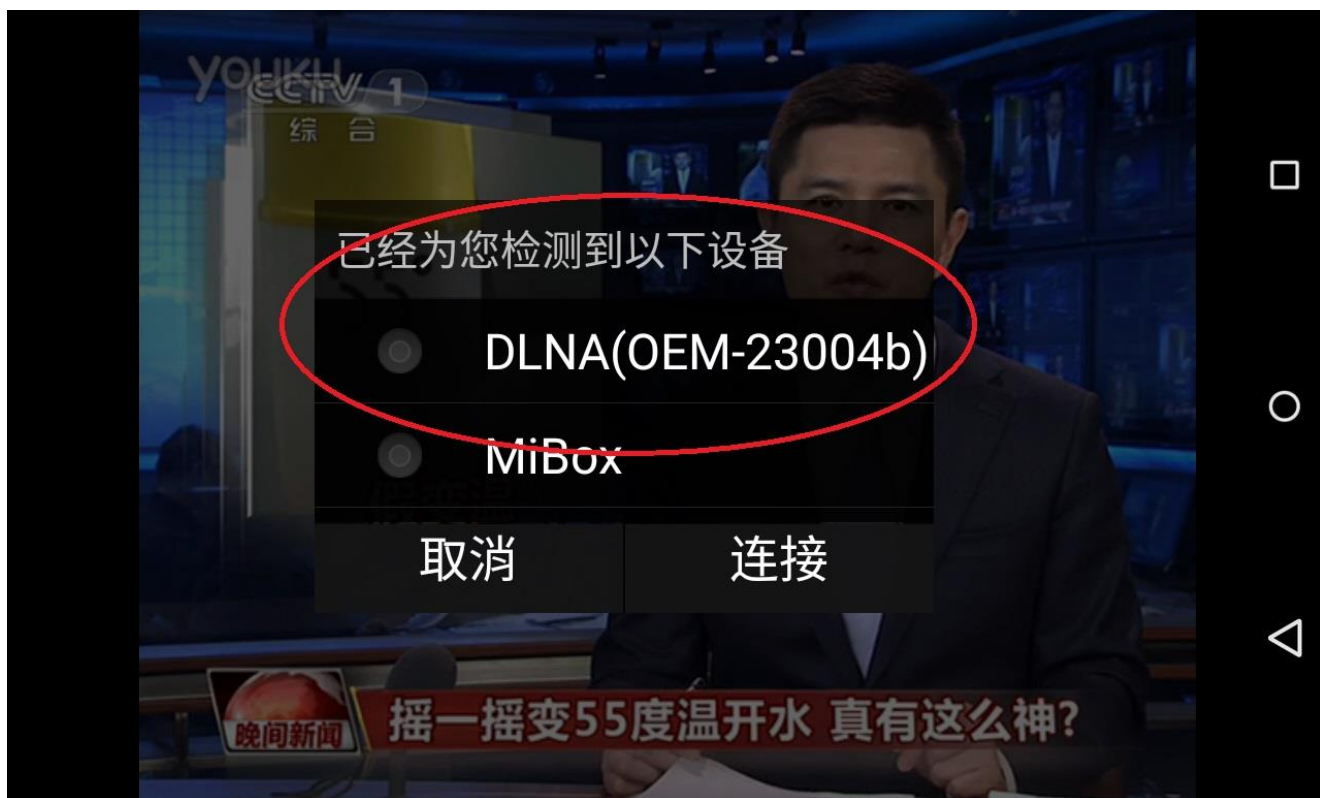 YOUKU
CCTV 1
综 合
已经为您检测到以下设备
DLNA(OEM-23004b)
MiBox
取消
连接
晚间新闻
摇一摇变55度温开水 真有这么神?